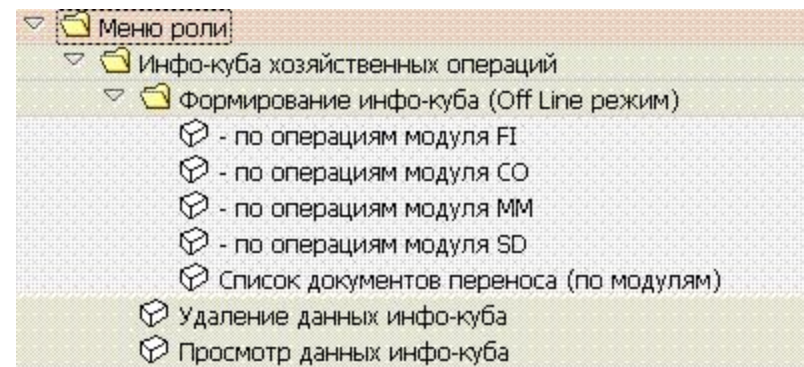 Меню роли
Инфо-куба хозяйственных операций
Формирование инфо-куба (Off Line режим)
- по операциям модуля FI
- по операциям модуля CO
- по операциям модуля MM
- по операциям модуля SD
Список документов переноса (по модулям)
Удаление данных инфо-куба
Просмотр данных инфо-куба